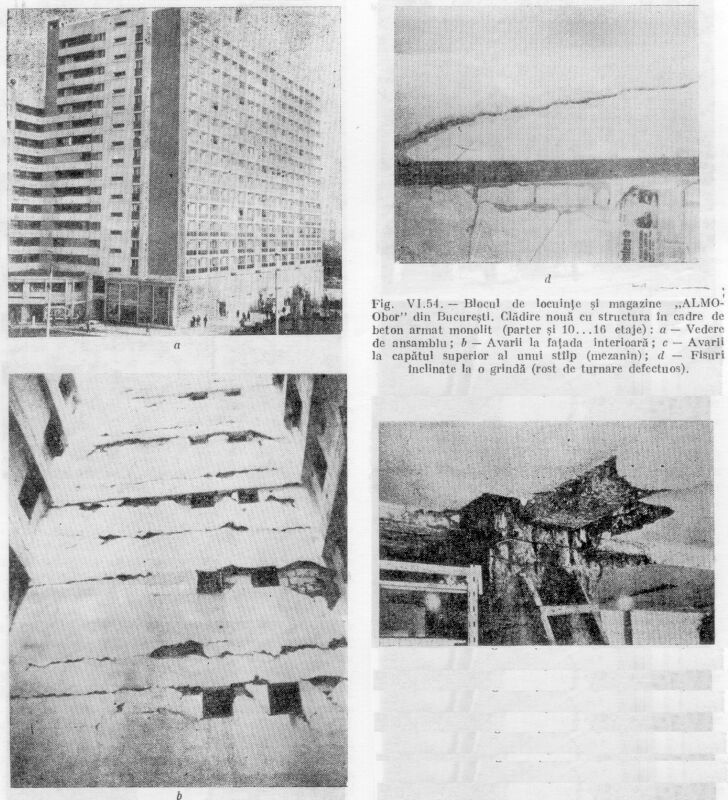 a
d
Fig. VI.54. — Blocul de locuințe și magazine „ALMO-
Obor” din București. Clădire nouă cu structura în cadre de
beton armat monolit (parter și 10...16 etaje) : a — Vedere
de ansamblu ; b — Avarii la fațada interioară ; c — Avarii
la capătul superior al unui stîlp (mezanin) ; d — Fisuri
înclinate la o grindă (rost de turnare defectuos).
b